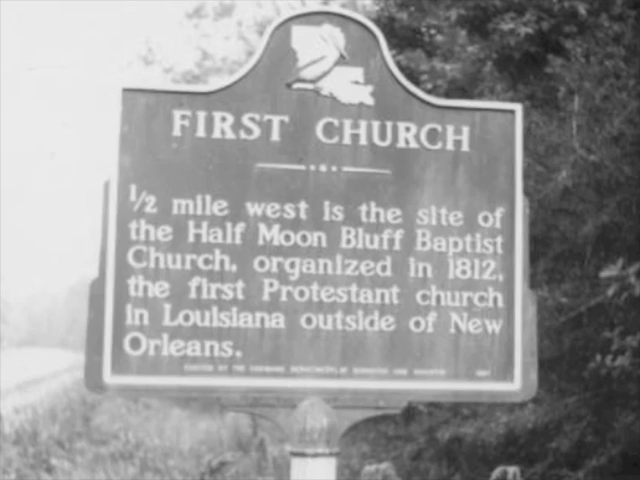 FIRST CHURCH
1/2 mile west is the site of
the Half Moon Bluff Baptist
Church, organized in 1812,
the first Protestant church
in Louisiana outside of New
Orleans.